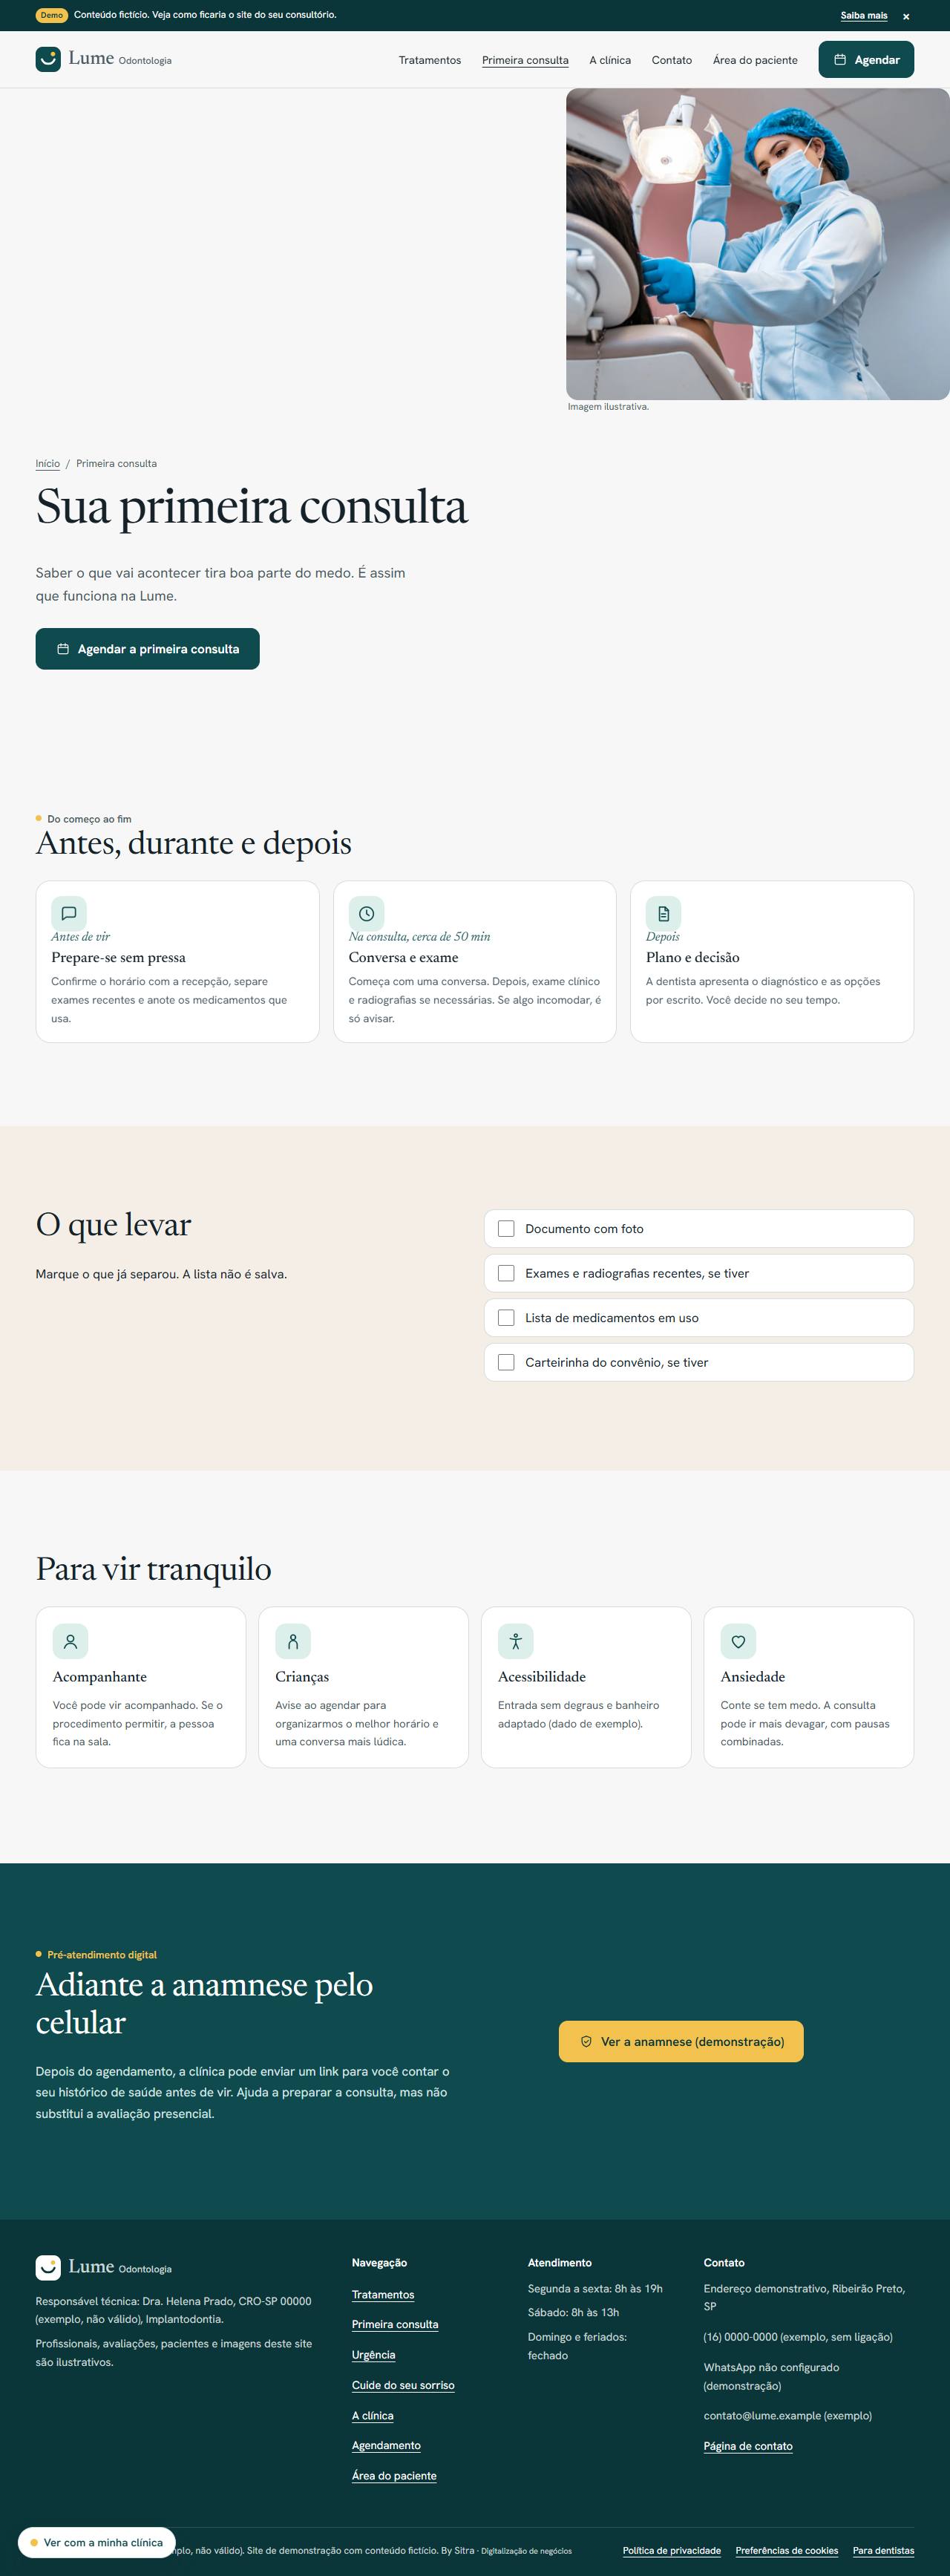 Demo Conteúdo fictício. Veja como ficaria o site do seu consultório. Saiba mais ×
Lume Odontologia Tratamentos Primeira consulta A clínica Contato Área do paciente Agendar
Imagem ilustrativa.
Início / Primeira consulta
Sua primeira consulta
Saber o que vai acontecer tira boa parte do medo. É assim
que funciona na Lume.
Agendar a primeira consulta
Do começo ao fim
Antes, durante e depois
Antes de vir
Prepare-se sem pressa
Confirme o horário com a recepção, separe
exames recentes e anote os medicamentos que
usa.
Na consulta, cerca de 50 min
Conversa e exame
Começa com uma conversa. Depois, exame clínico
e radiografias se necessárias. Se algo incomodar, é
só avisar.
Depois
Plano e decisão
A dentista apresenta o diagnóstico e as opções
por escrito. Você decide no seu tempo.
O que levar
Marque o que já separou. A lista não é salva.
Documento com foto
Exames e radiografias recentes, se tiver
Lista de medicamentos em uso
Carteirinha do convênio, se tiver
Para vir tranquilo
Acompanhante
Você pode vir acompanhado. Se o
procedimento permitir, a pessoa
fica na sala.
Crianças
Avise ao agendar para
organizarmos o melhor horário e
uma conversa mais lúdica.
Acessibilidade
Entrada sem degraus e banheiro
adaptado (dado de exemplo).
Ansiedade
Conte se tem medo. A consulta
pode ir mais devagar, com pausas
combinadas.
Pré-atendimento digital
Adiante a anamnese pelo
celular
Depois do agendamento, a clínica pode enviar um link para você contar o
seu histórico de saúde antes de vir. Ajuda a preparar a consulta, mas não
substitui a avaliação presencial.
Ver a anamnese (demonstração)
Lume Odontologia
Responsável técnica: Dra. Helena Prado, CRO-SP 00000
(exemplo, não válido), Implantodontia.
Profissionais, avaliações, pacientes e imagens deste site
são ilustrativos.
Navegação
Tratamentos
Primeira consulta
Urgência
Cuide do seu sorriso
A clínica
Agendamento
Área do paciente
Atendimento
Segunda a sexta: 8h às 19h
Sábado: 8h às 13h
Domingo e feriados:
fechado
Contato
Endereço demonstrativo, Ribeirão Preto,
SP
(16) 0000-0000 (exemplo, sem ligação)
WhatsApp não configurado
(demonstração)
contato@lume.example (exemplo)
Página de contato
Ver com a minha clínica
não válido). Site de demonstração com conteúdo fictício. By Sitra · Digitalização de negócios
Política de privacidade Preferências de cookies Para dentistas